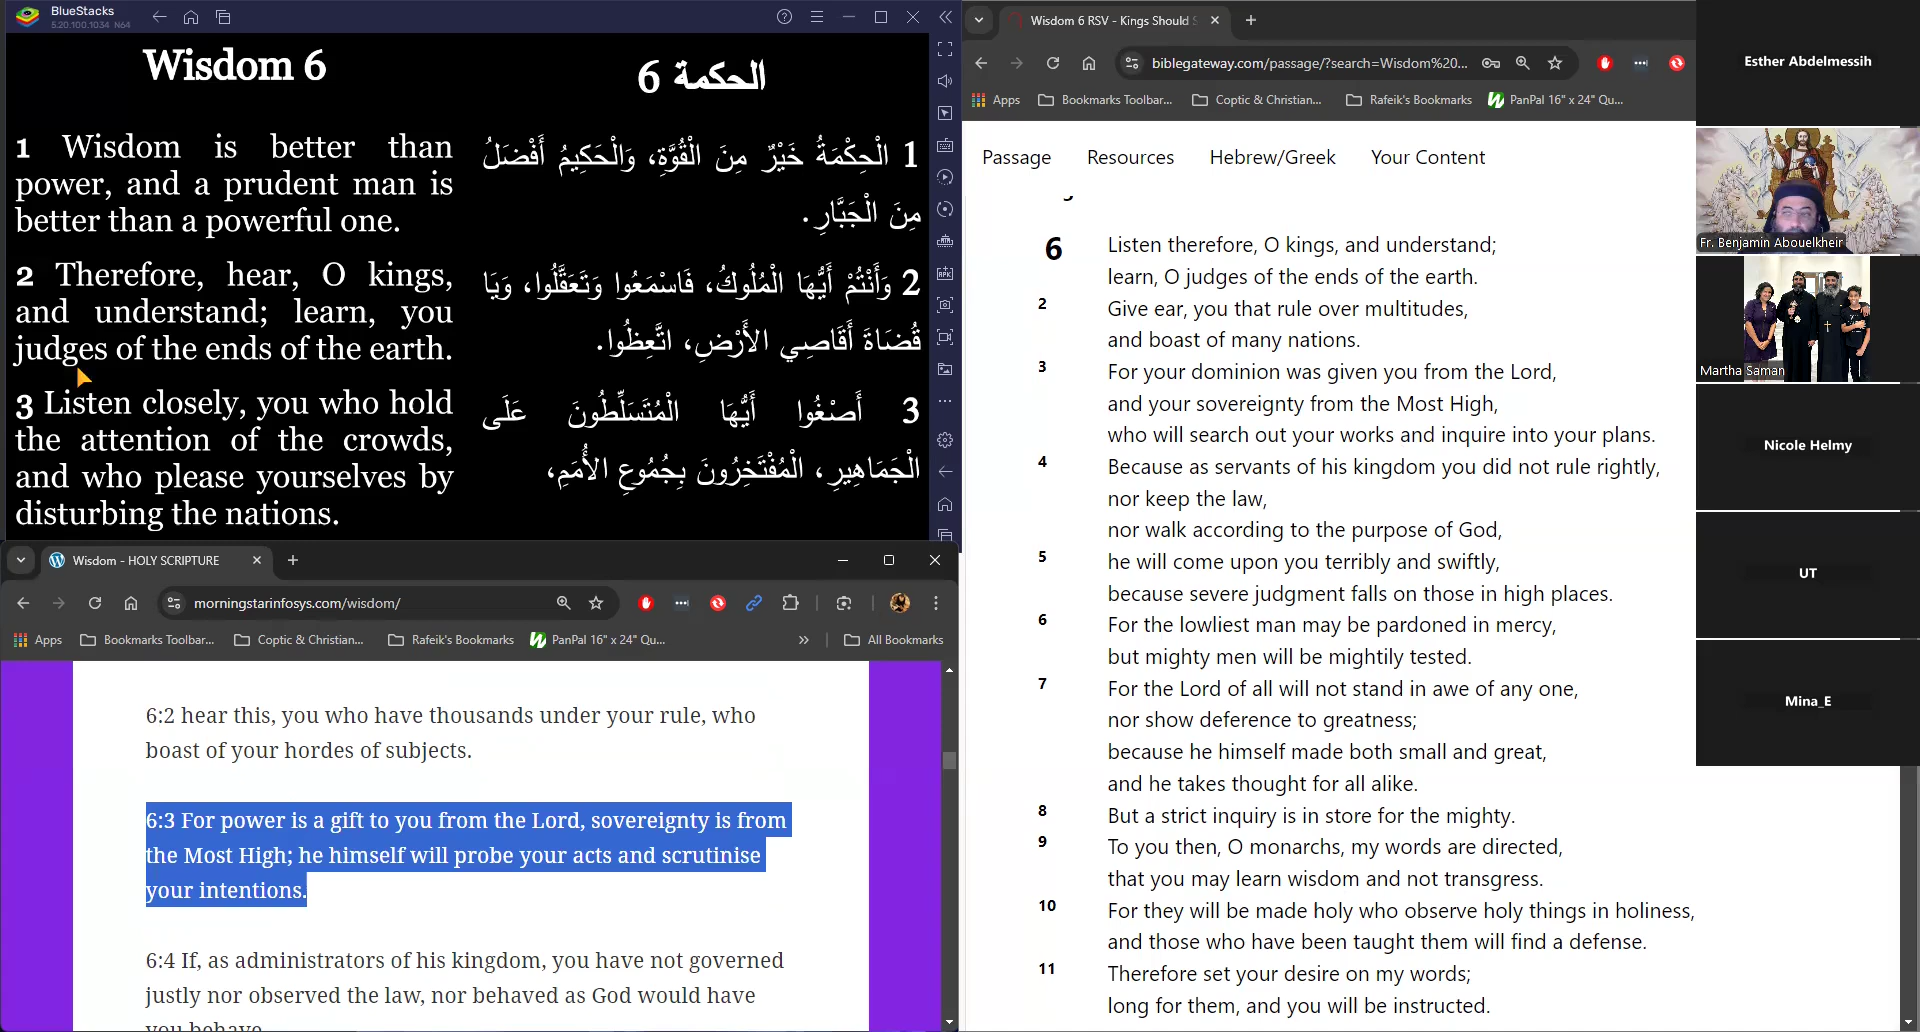 BlueStacks
5.20.100.1034 N64
Wisdom 6
الحكمة 6
1 Wisdom is better than
power, and a prudent man is
better than a powerful one.
1 الْحِكْمَةُ خَيْرٌ مِنَ الْقُوَّةِ، وَالْحَكِيمُ أَفْضَلُ
مِنَ الْجَبَّارِ.
2 Therefore, hear, O kings,
and understand; learn, you
judges of the ends of the earth.
2 وَأَنْتُمْ أَيُّهَا الْمُلُوكُ، فَاسْمَعُوا وَتَعَقَّلُوا، وَيَا
قُضَاةَ أَقَاصِي الأَرْضِ، اتَّعِظُوا.
3 Listen closely, you who hold
the attention of the crowds,
and who please yourselves by
disturbing the nations.
3 أَصْغُوا أَيُّهَا الْمُتَسَلِّطُونَ عَلَى
الْجَمَاهِيرِ، الْمُفْتَخِرُونَ بِجُمُوعِ الأُمَمِ،
Wisdom - HOLY SCRIPTURE
morningstarinfosys.com/wisdom/
Apps Bookmarks Toolbar... Coptic & Christian... Rafeik's Bookmarks PanPal 16" x 24" Qu... » All Bookmarks
6:2 hear this, you who have thousands under your rule, who
boast of your hordes of subjects.
6:3 For power is a gift to you from the Lord, sovereignty is from
the Most High; he himself will probe your acts and scrutinise
your intentions.
6:4 If, as administrators of his kingdom, you have not governed
justly nor observed the law, nor behaved as God would have
you behave
Wisdom 6 RSV - Kings Should S
biblegateway.com/passage/?search=Wisdom%20...
Apps Bookmarks Toolbar... Coptic & Christian... Rafeik's Bookmarks PanPal 16" x 24" Qu...
Passage Resources Hebrew/Greek Your Content
6 Listen therefore, O kings, and understand;
learn, O judges of the ends of the earth.
2 Give ear, you that rule over multitudes,
and boast of many nations.
3 For your dominion was given you from the Lord,
and your sovereignty from the Most High,
who will search out your works and inquire into your plans.
4 Because as servants of his kingdom you did not rule rightly,
nor keep the law,
nor walk according to the purpose of God,
5 he will come upon you terribly and swiftly,
because severe judgment falls on those in high places.
6 For the lowliest man may be pardoned in mercy,
but mighty men will be mightily tested.
7 For the Lord of all will not stand in awe of any one,
nor show deference to greatness;
because he himself made both small and great,
and he takes thought for all alike.
8 But a strict inquiry is in store for the mighty.
9 To you then, O monarchs, my words are directed,
that you may learn wisdom and not transgress.
10 For they will be made holy who observe holy things in holiness,
and those who have been taught them will find a defense.
11 Therefore set your desire on my words;
long for them, and you will be instructed.
Esther Abdelmessih
Fr. Benjamin Abouelkheir
Martha Saman
Nicole Helmy
UT
Mina_E